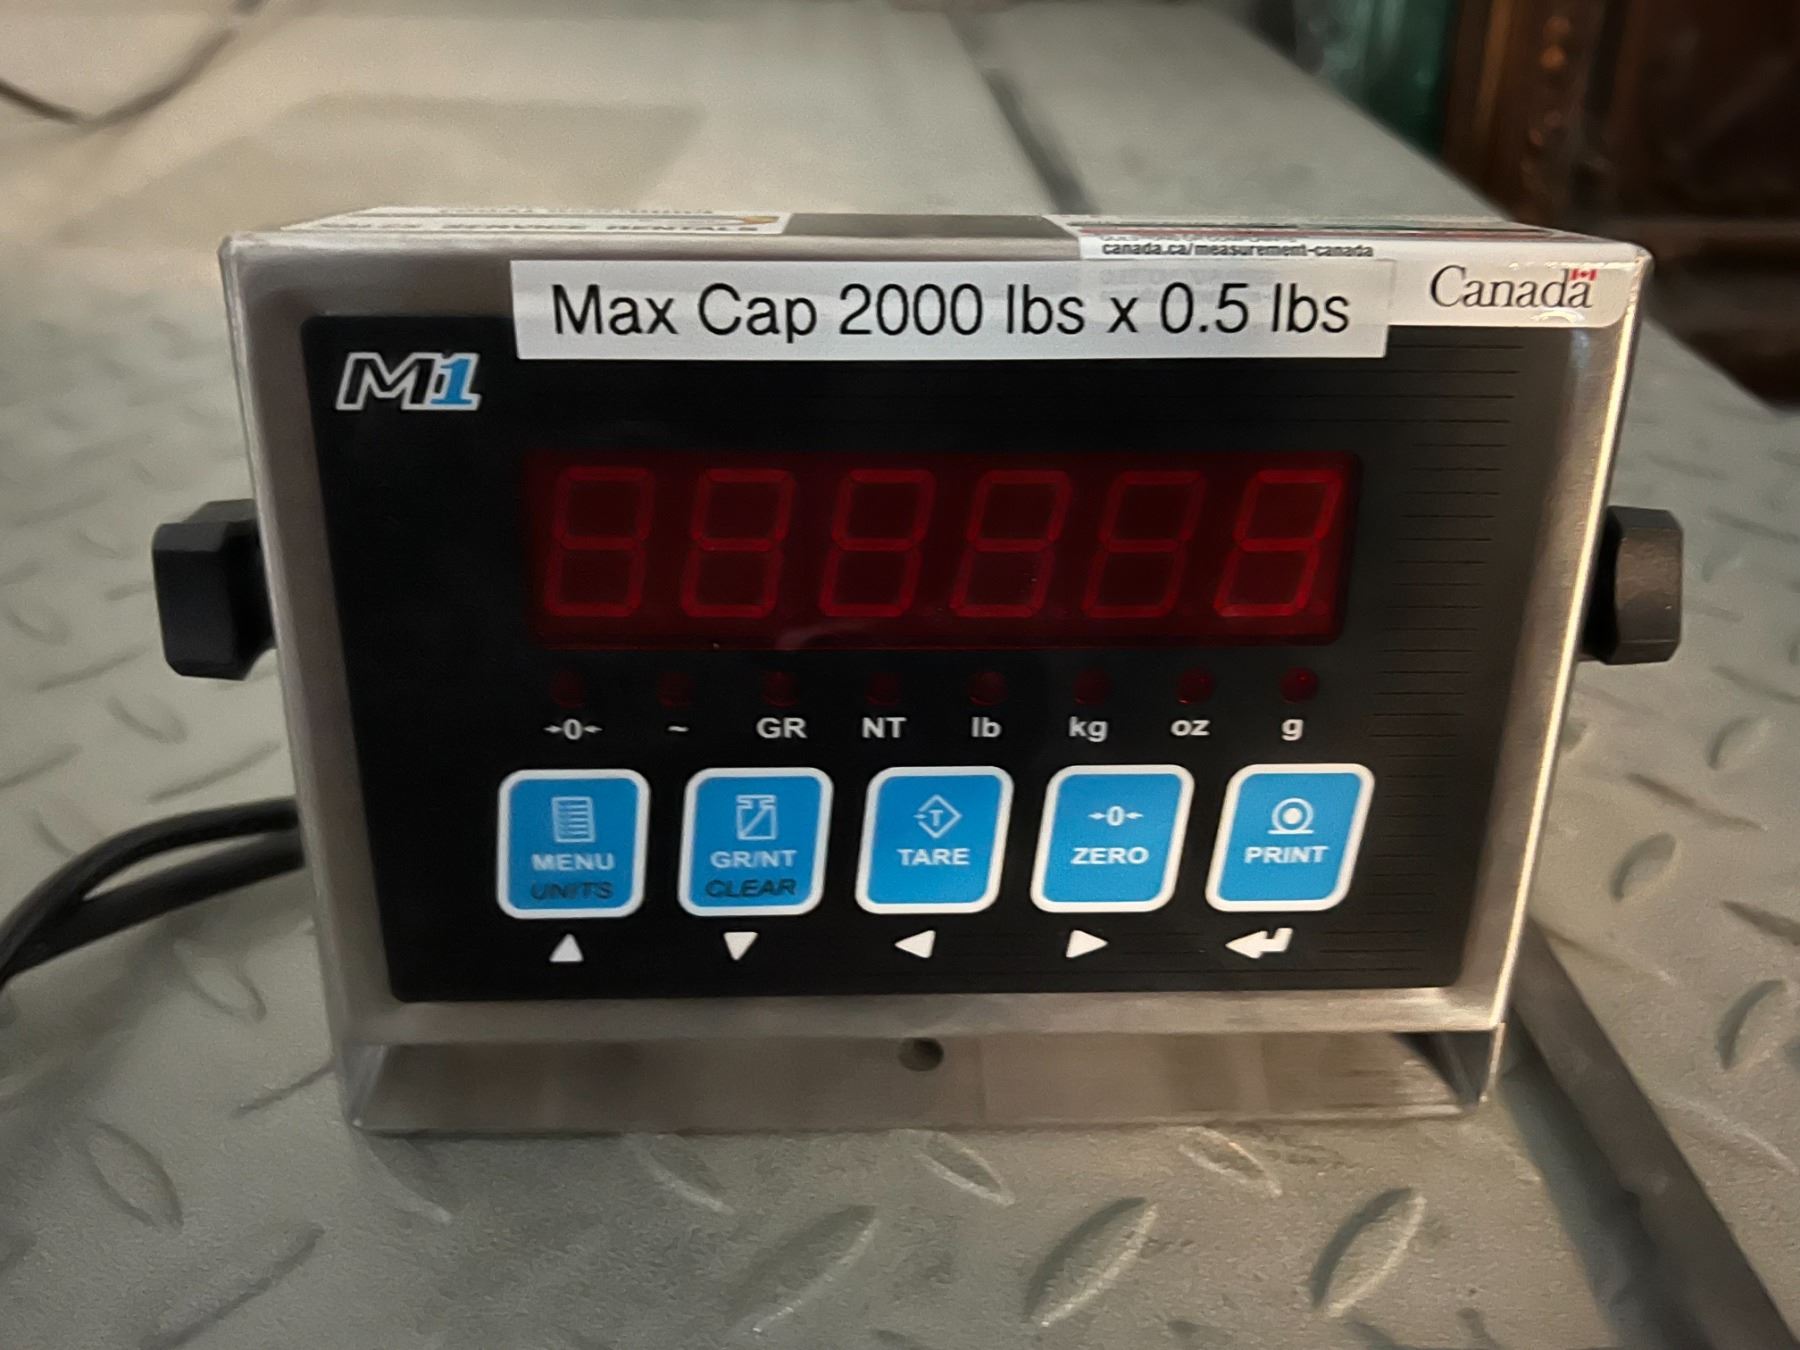 canada.ca/measurement-canada
Canada
Max Cap 2000 lbs x 0.5 lbs
M1
→0← ~ GR NT lb kg oz g
MENU GR/NT TARE →0← ZERO PRINT
UNITS CLEAR